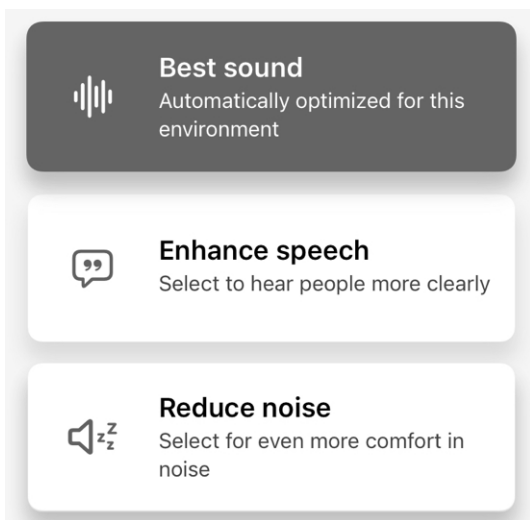 Best sound
Automatically optimized for this
environment
Enhance speech
Select to hear people more clearly
Reduce noise
Select for even more comfort in
noise